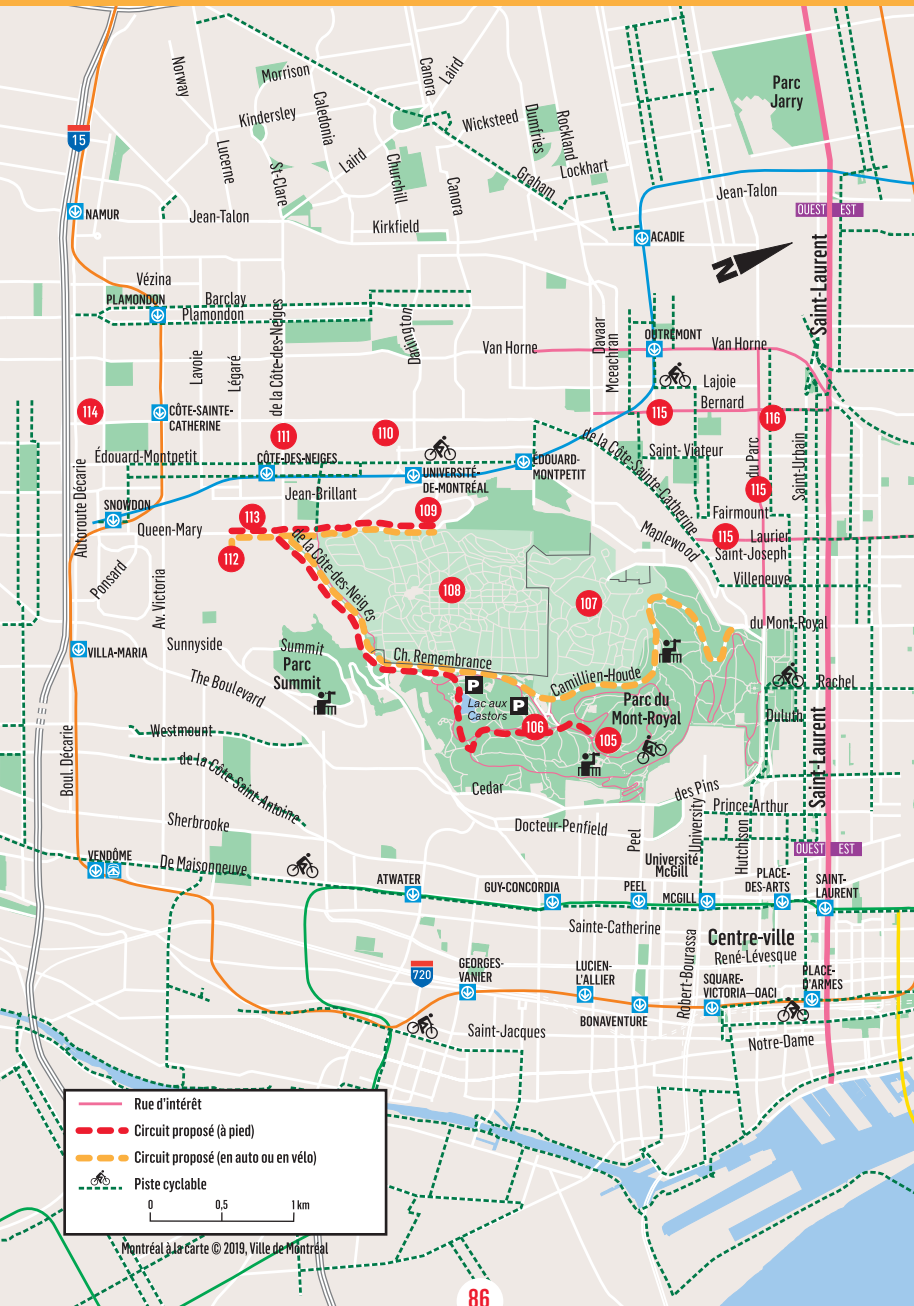 Norway
Morrison
Canora
Laird
Kindersley
Caledonia
Wicksteed
Dumfries
Rockland
Parc
Jarry
15
Lucerne
St-Clare
Laird
Churchill
Canora
Graham
Lockhart
NAMUR
Jean-Talon
Kirkfield
Jean-Talon
OUEST EST
ACADIE
N
Saint-Laurent
Vézina
PLAMONDON
Barclay
Plamondon
de la Côte-des-Neiges
Darlington
Lavoie
Légaré
Van Horne
Davaar
Mceachran
OUTREMONT
Van Horne
Lajoie
Bernard
114
CÔTE-SAINTE-
CATHERINE
111
110
115
116
Édouard-Montpetit
CÔTE-DES-NEIGES
UNIVERSITÉ-
DE-MONTRÉAL
ÉDOUARD-
MONTPETIT
de la Côte-Sainte-Catherine
Saint-Viateur
du Parc
Saint-Urbain
Jean-Brillant
115
Autoroute Décarie
SNOWDON
Queen-Mary
113
109
Fairmount
115
Laurier
Saint-Joseph
Maplewood
112
de la Côte-des-Neiges
Ponsard
Av. Victoria
108
107
Villeneuve
du Mont-Royal
VILLA-MARIA
Sunnyside
Summit
Parc
Summit
Ch. Remembrance
Camillien-Houde
The Boulevard
P
P
Lac aux
Castors
Parc du
Mont-Royal
Rachel
Duluth
106
105
Boul. Décarie
Westmount
de la Côte Saint-Antoine
Saint-Laurent
Cedar
des Pins
Prince-Arthur
Sherbrooke
Docteur-Penfield
Peel
University
Hutchison
Université
McGill
OUEST EST
VENDÔME
De Maisonneuve
ATWATER
GUY-CONCORDIA
PEEL
MCGILL
PLACE-
DES-ARTS
SAINT-
LAURENT
Sainte-Catherine
Robert-Bourassa
Centre-ville
René-Lévesque
720
GEORGES-
VANIER
LUCIEN-
L'ALLIER
BONAVENTURE
SQUARE-
VICTORIA–OACI
PLACE-
D'ARMES
Saint-Jacques
Notre-Dame
Rue d'intérêt
Circuit proposé (à pied)
Circuit proposé (en auto ou en vélo)
Piste cyclable
0 0,5 1 km
Montréal à la carte © 2019, Ville de Montréal
86